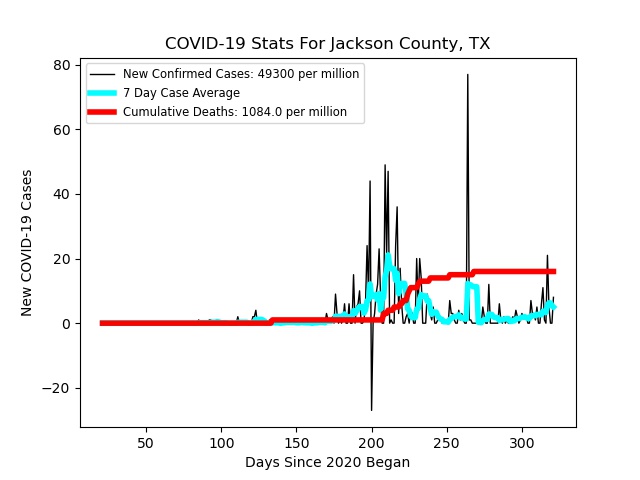 COVID-19 Stats For Jackson County, TX
New Confirmed Cases: 49300 per million
7 Day Case Average
Cumulative Deaths: 1084.0 per million
New COVID-19 Cases
80
60
40
20
0
−20
50 100 150 200 250 300
Days Since 2020 Began